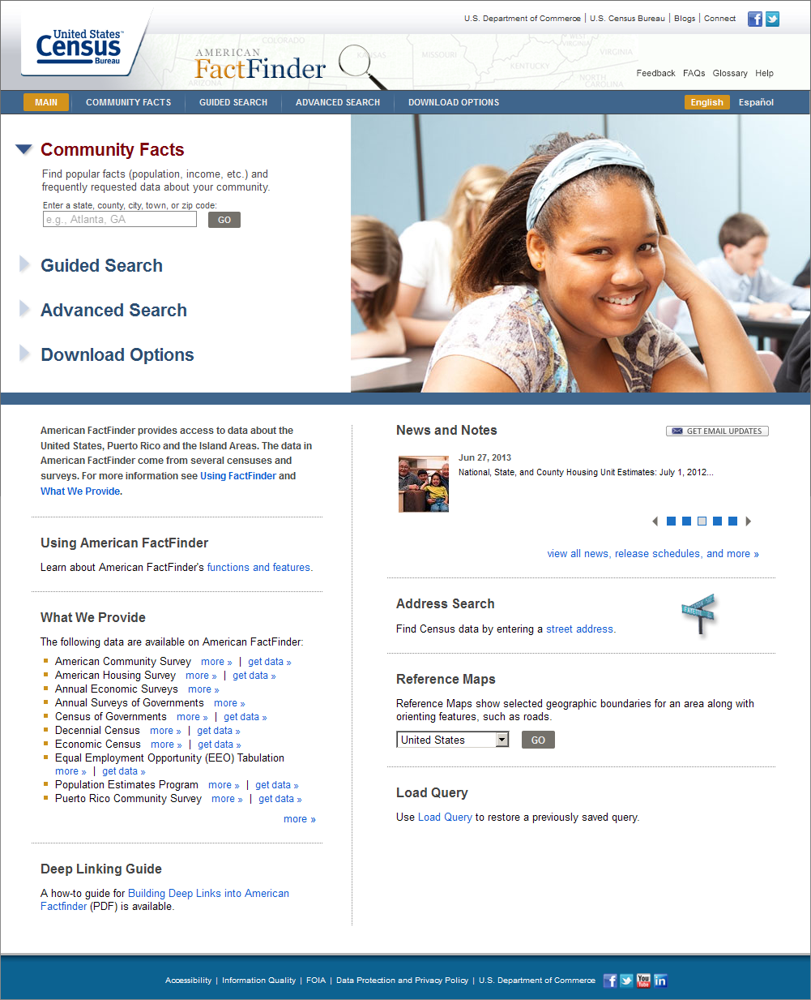 U.S. Department of Commerce | U.S. Census Bureau | Blogs | Connect
United States™
Census
Bureau
AMERICAN
FactFinder
COLORADO
KANSAS
MISSOURI
WEST VIRGINIA
VIRGINIA
KENTUCKY
ARIZONA
NORTH CAROLINA
Feedback FAQs Glossary Help
MAIN COMMUNITY FACTS GUIDED SEARCH ADVANCED SEARCH DOWNLOAD OPTIONS English Español
Community Facts
Find popular facts (population, income, etc.) and
frequently requested data about your community.
Enter a state, county, city, town, or zip code:
e.g., Atlanta, GA GO
Guided Search
Advanced Search
Download Options
American FactFinder provides access to data about the
United States, Puerto Rico and the Island Areas. The data in
American FactFinder come from several censuses and
surveys. For more information see Using FactFinder and
What We Provide.
Using American FactFinder
Learn about American FactFinder's functions and features.
What We Provide
The following data are available on American FactFinder:
American Community Survey more » | get data »
American Housing Survey more » | get data »
Annual Economic Surveys more »
Annual Surveys of Governments more »
Census of Governments more » | get data »
Decennial Census more » | get data »
Economic Census more » | get data »
Equal Employment Opportunity (EEO) Tabulation
more » | get data »
Population Estimates Program more » | get data »
Puerto Rico Community Survey more » | get data »
more »
Deep Linking Guide
A how-to guide for Building Deep Links into American
Factfinder (PDF) is available.
News and Notes GET EMAIL UPDATES
Jun 27, 2013
National, State, and County Housing Unit Estimates: July 1, 2012...
view all news, release schedules, and more »
Address Search
Find Census data by entering a street address.
Reference Maps
Reference Maps show selected geographic boundaries for an area along with
orienting features, such as roads.
United States GO
Load Query
Use Load Query to restore a previously saved query.
Accessibility | Information Quality | FOIA | Data Protection and Privacy Policy | U.S. Department of Commerce
You Tube
in